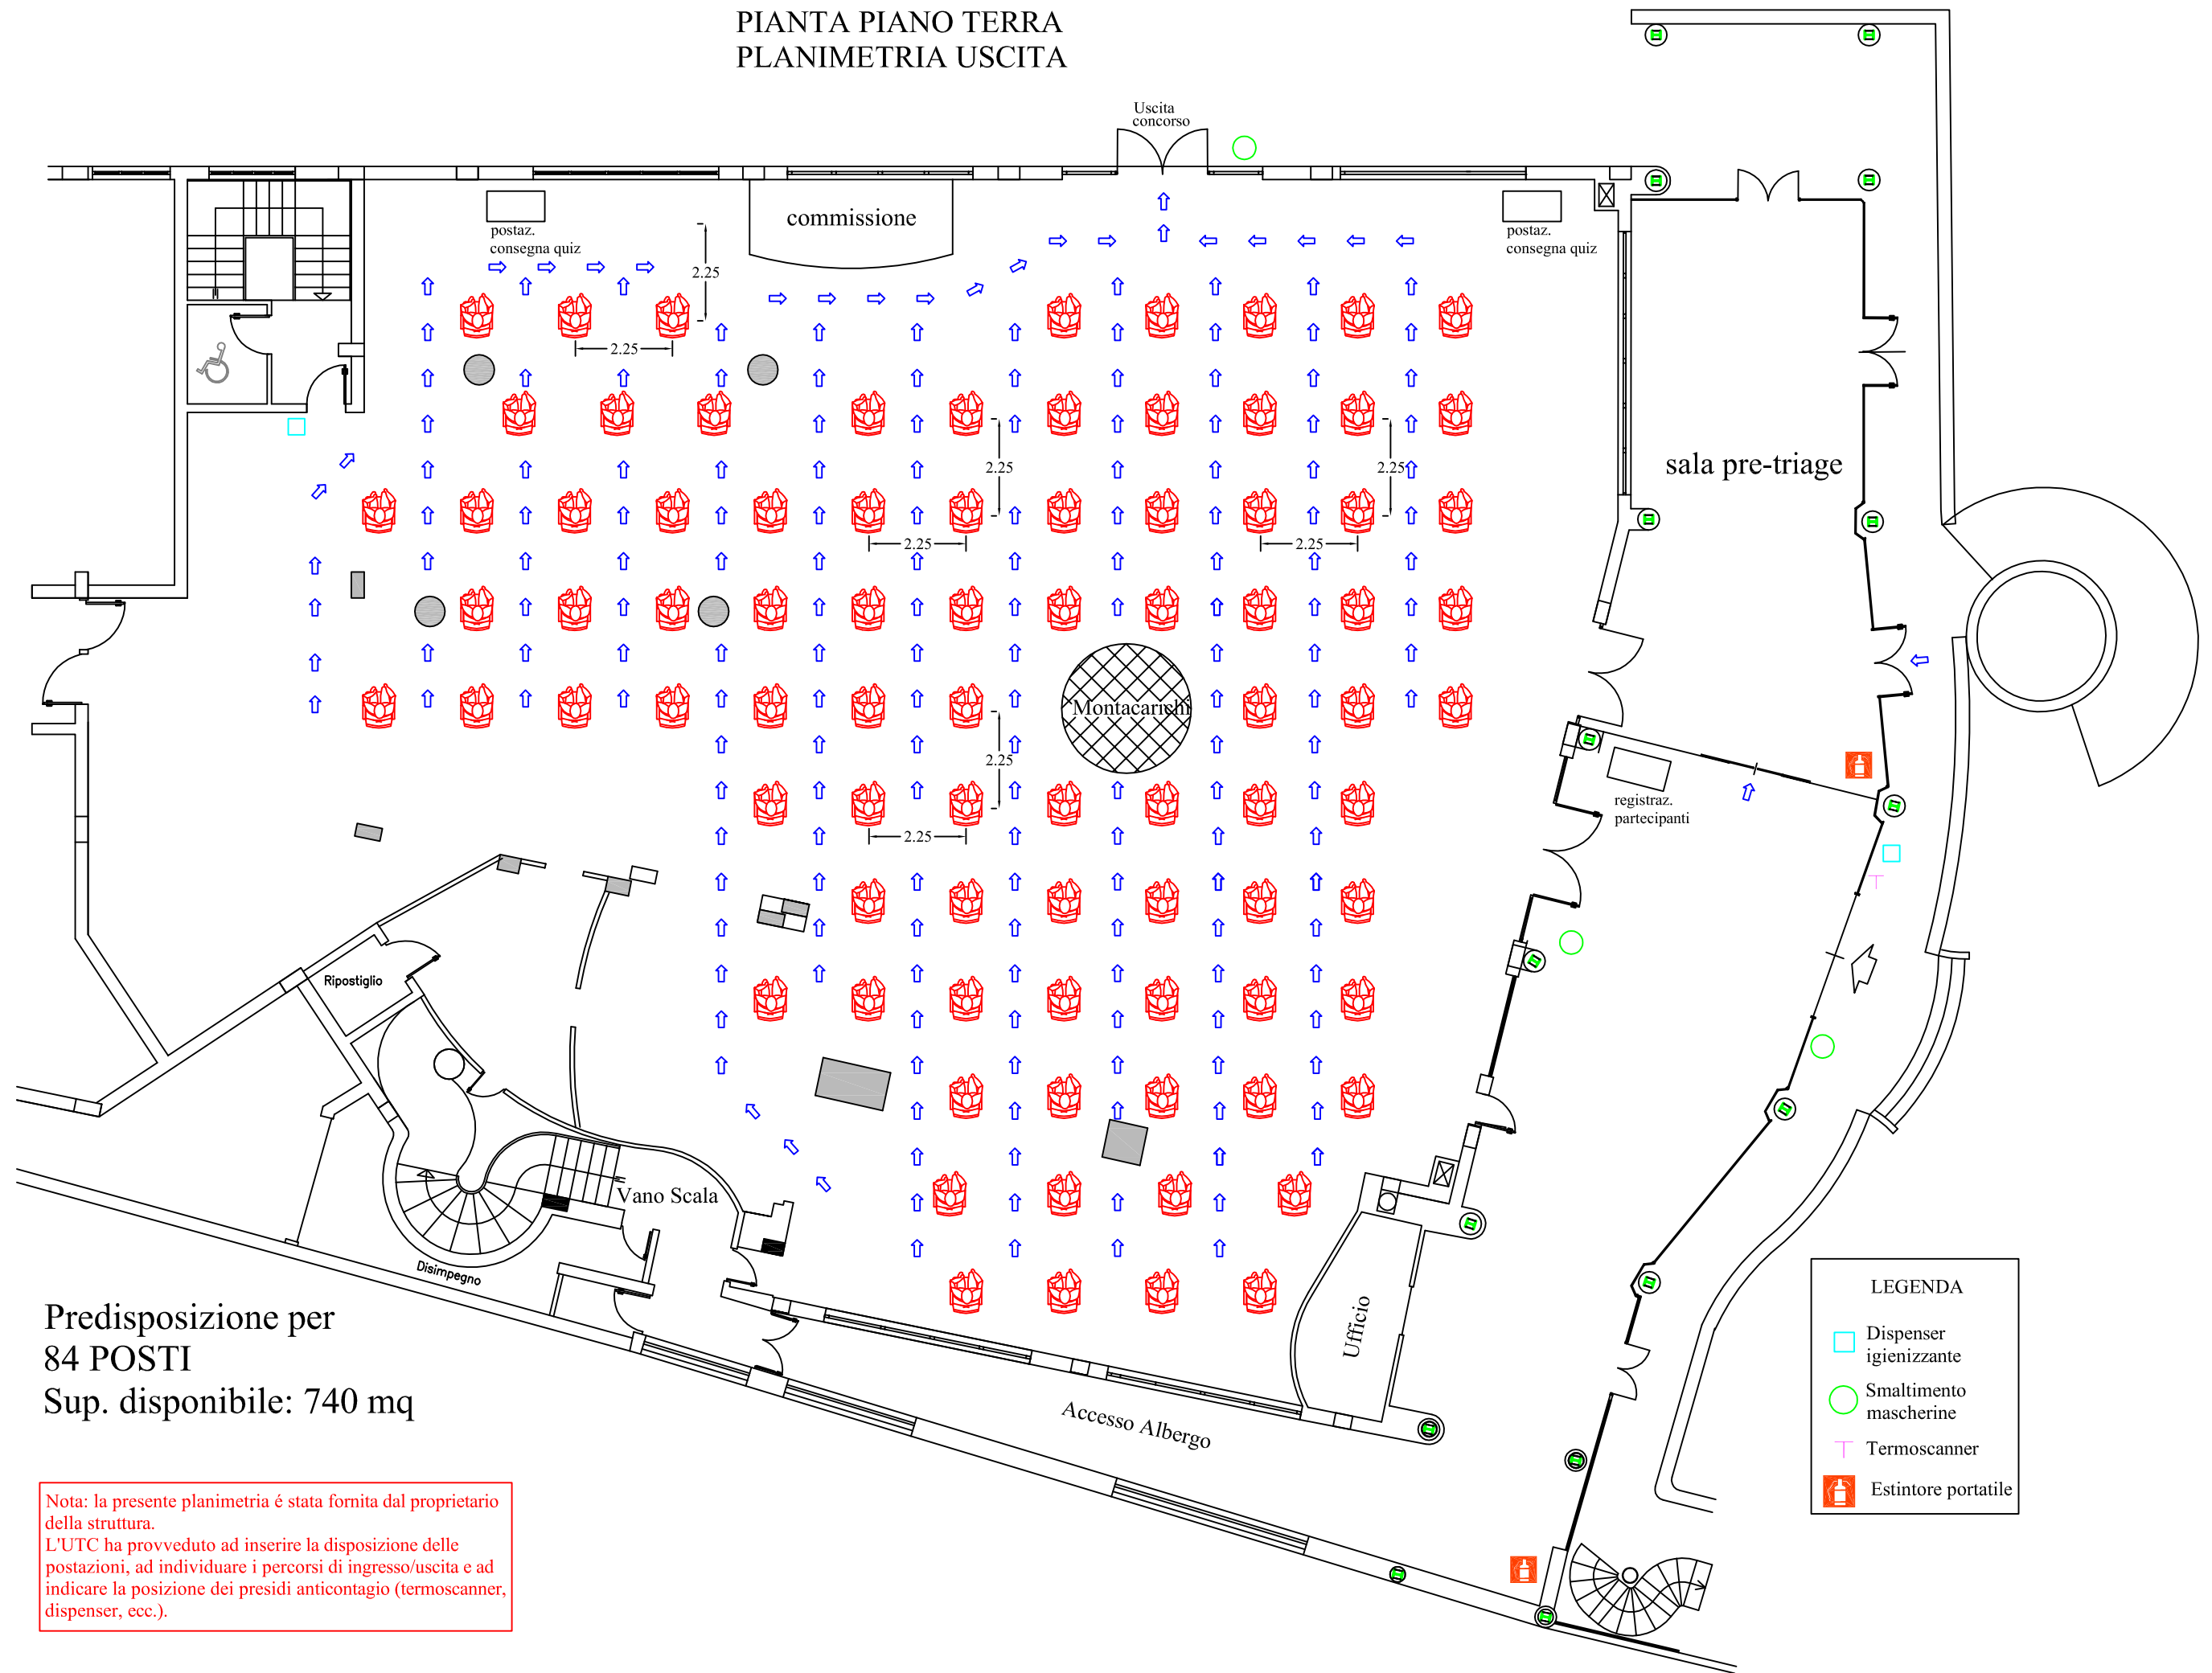 PIANTA PIANO TERRA
PLANIMETRIA USCITA
Uscita
concorso
commissione
postaz.
consegna quiz
postaz.
consegna quiz
2.25
2.25
sala pre-triage
2.25
2.25
2.25
2.25
Montacarichi
2.25
2.25
registraz.
partecipanti
Ripostiglio
Vano Scala
Disimpegno
Ufficio
Accesso Albergo
Predisposizione per
84 POSTI
Sup. disponibile: 740 mq
LEGENDA
Dispenser
igienizzante
Smaltimento
mascherine
Termoscanner
Estintore portatile
Nota: la presente planimetria é stata fornita dal proprietario
della struttura.
L'UTC ha provveduto ad inserire la disposizione delle
postazioni, ad individuare i percorsi di ingresso/uscita e ad
indicare la posizione dei presidi anticontagio (termoscanner,
dispenser, ecc.).